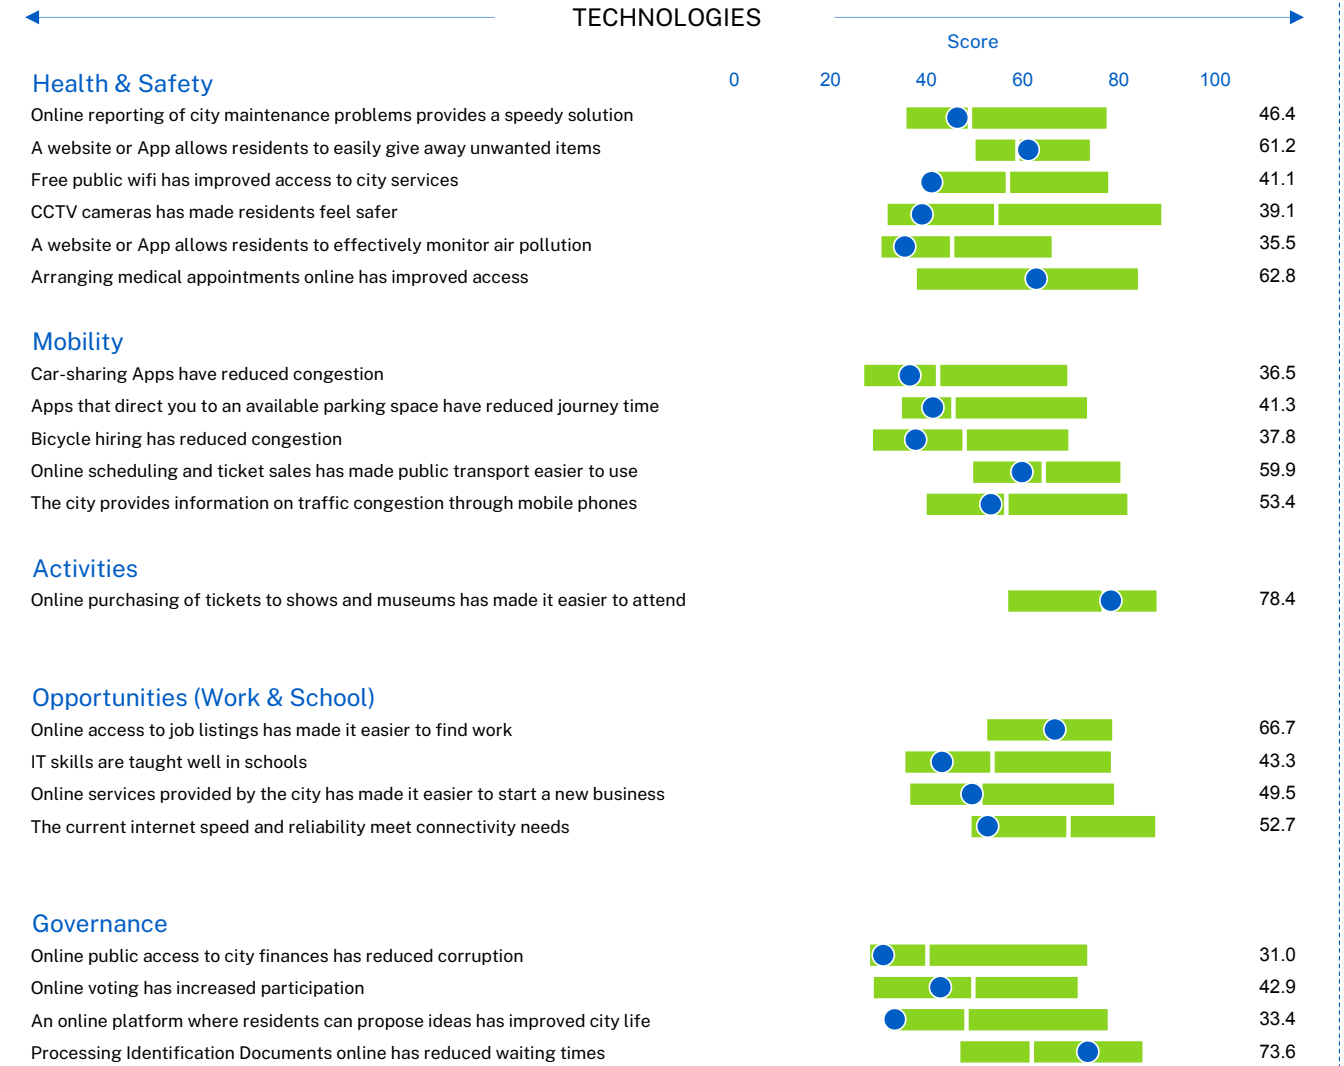 TECHNOLOGIES
Score
Health & Safety 0 20 40 60 80 100
Online reporting of city maintenance problems provides a speedy solution 46.4
A website or App allows residents to easily give away unwanted items 61.2
Free public wifi has improved access to city services 41.1
CCTV cameras has made residents feel safer 39.1
A website or App allows residents to effectively monitor air pollution 35.5
Arranging medical appointments online has improved access 62.8
Mobility
Car-sharing Apps have reduced congestion 36.5
Apps that direct you to an available parking space have reduced journey time 41.3
Bicycle hiring has reduced congestion 37.8
Online scheduling and ticket sales has made public transport easier to use 59.9
The city provides information on traffic congestion through mobile phones 53.4
Activities
Online purchasing of tickets to shows and museums has made it easier to attend 78.4
Opportunities (Work & School)
Online access to job listings has made it easier to find work 66.7
IT skills are taught well in schools 43.3
Online services provided by the city has made it easier to start a new business 49.5
The current internet speed and reliability meet connectivity needs 52.7
Governance
Online public access to city finances has reduced corruption 31.0
Online voting has increased participation 42.9
An online platform where residents can propose ideas has improved city life 33.4
Processing Identification Documents online has reduced waiting times 73.6